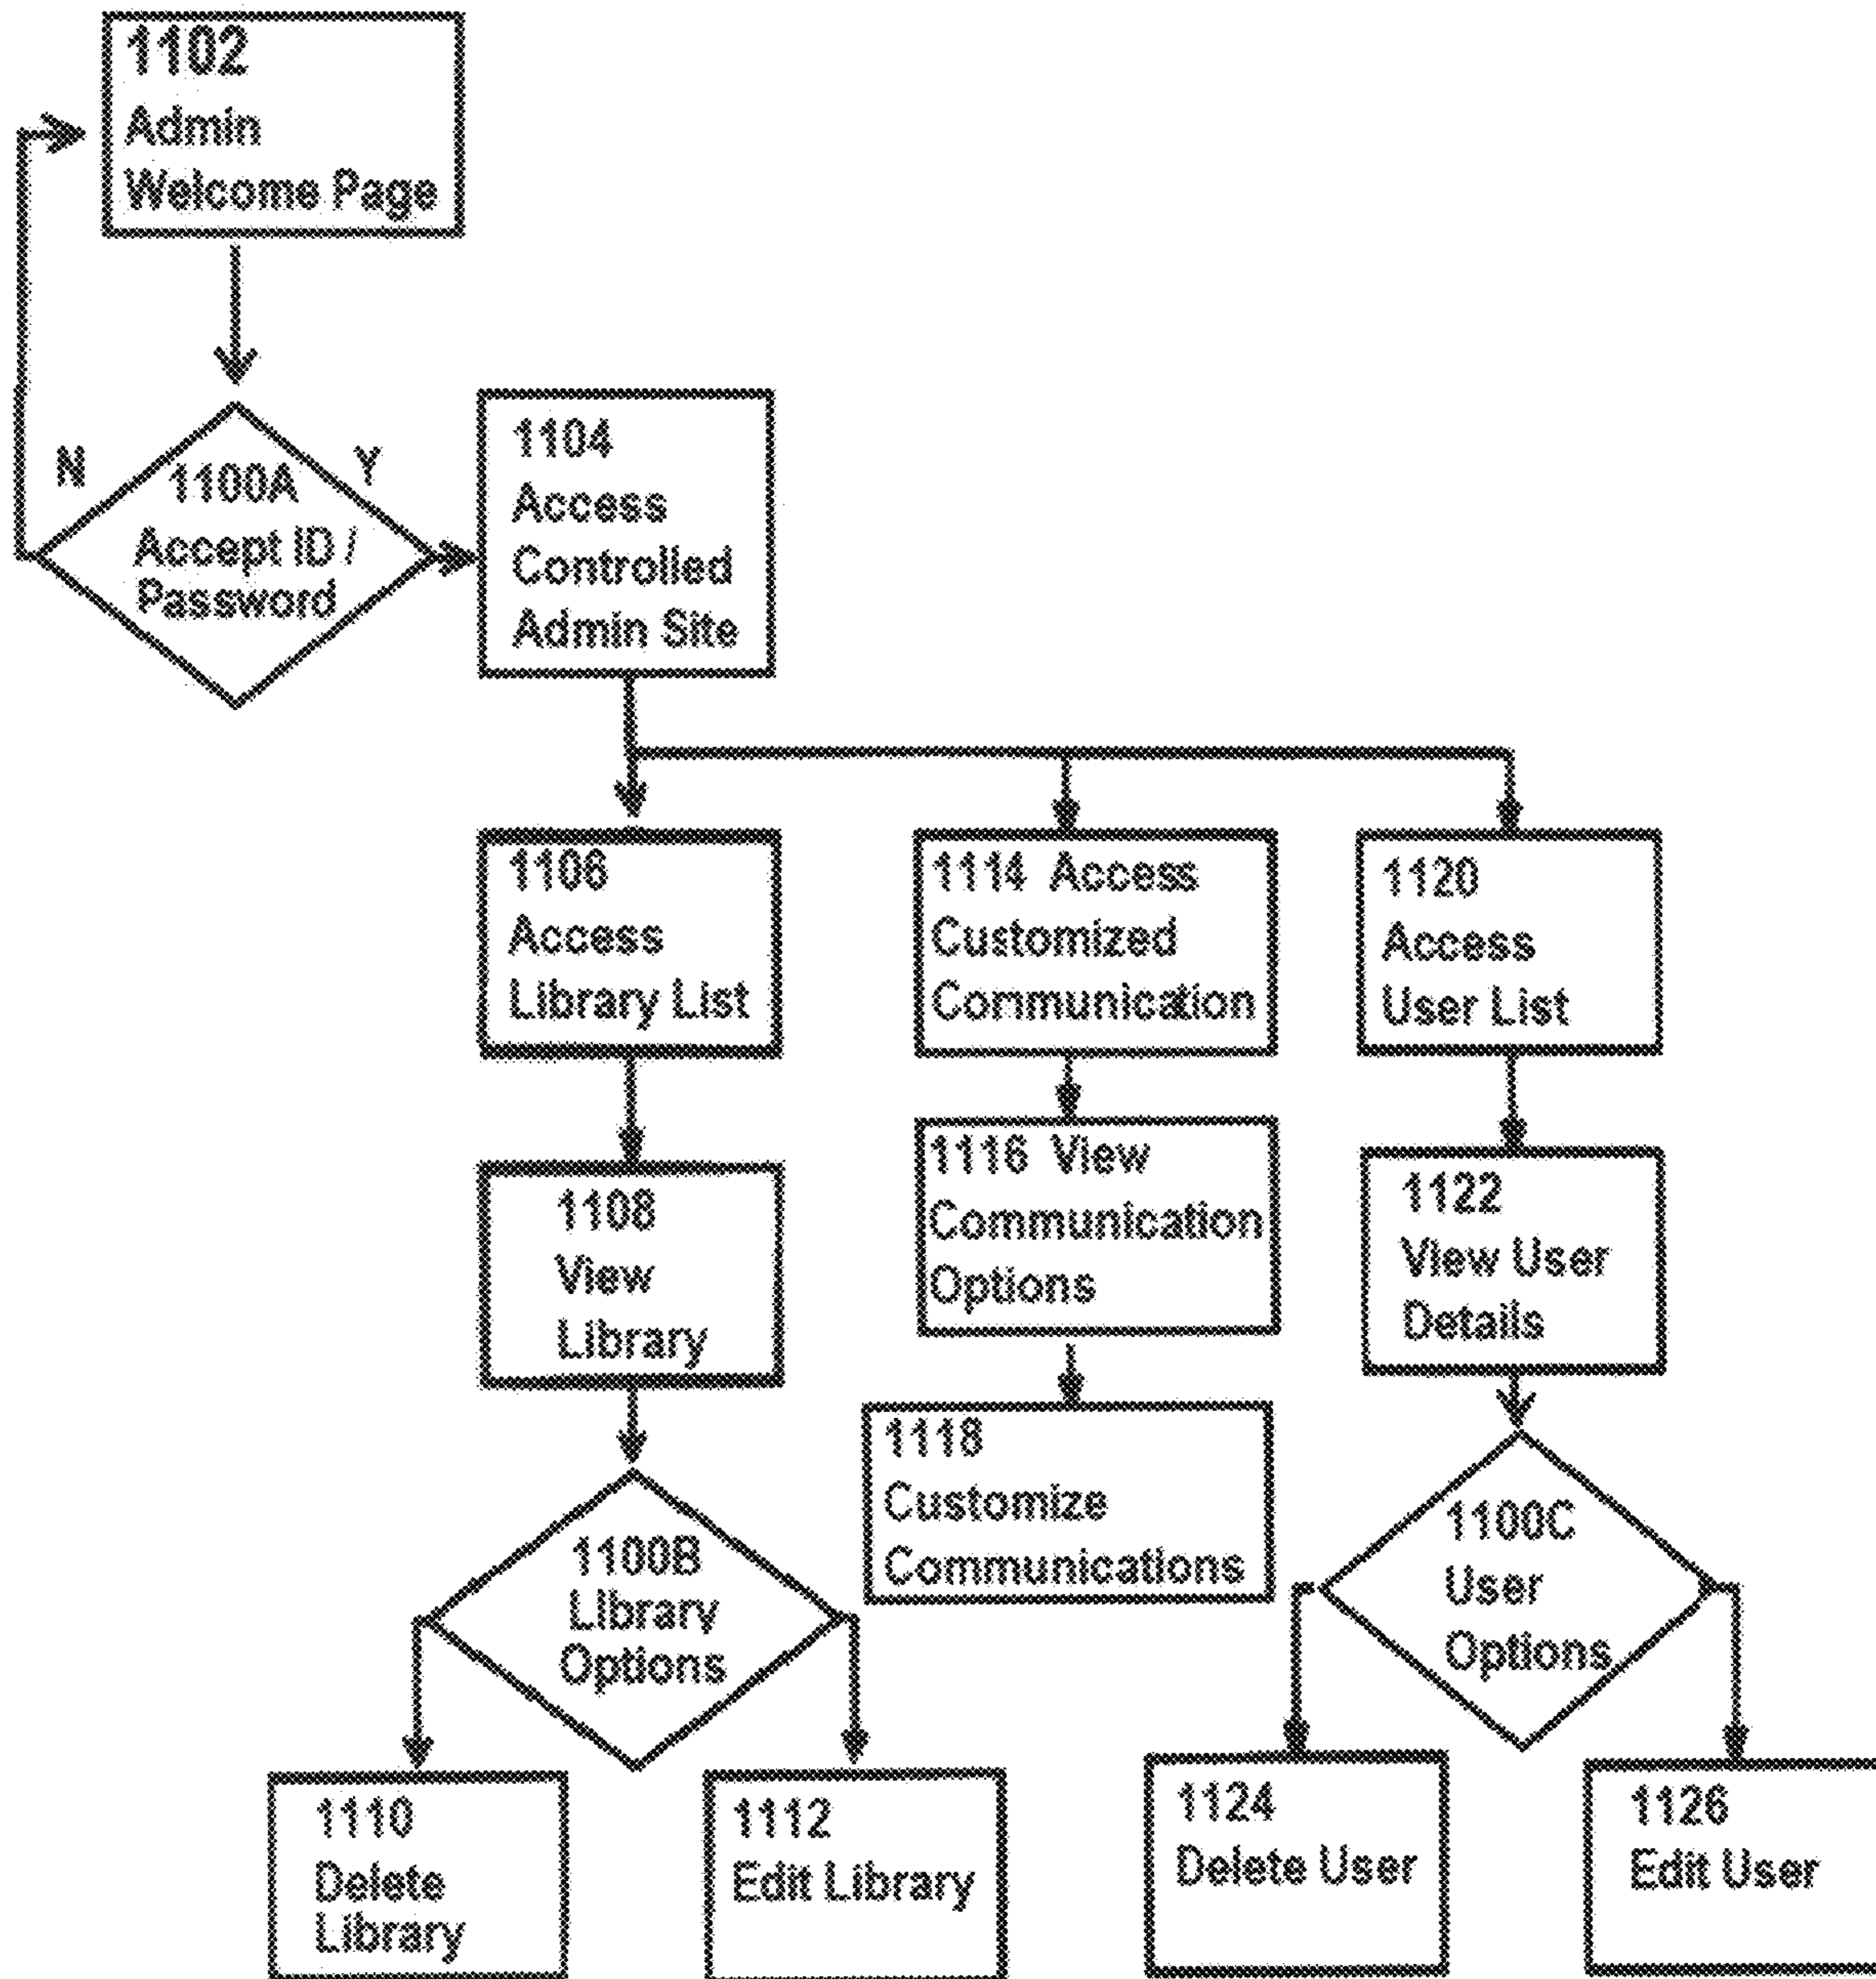 1102
Admin
Welcome Page
N
Y
1100A
Accept ID /
Password
1104
Access
Controlled
Admin Site
1106
Access
Library List
1114 Access
Customized
Communication
1120
Access
User List
1108
View
Library
1116 View
Communication
Options
1122
View User
Details
1118
Customize
Communications
1100B
Library
Options
1100C
User
Options
1110
Delete
Library
1112
Edit Library
1124
Delete User
1126
Edit User